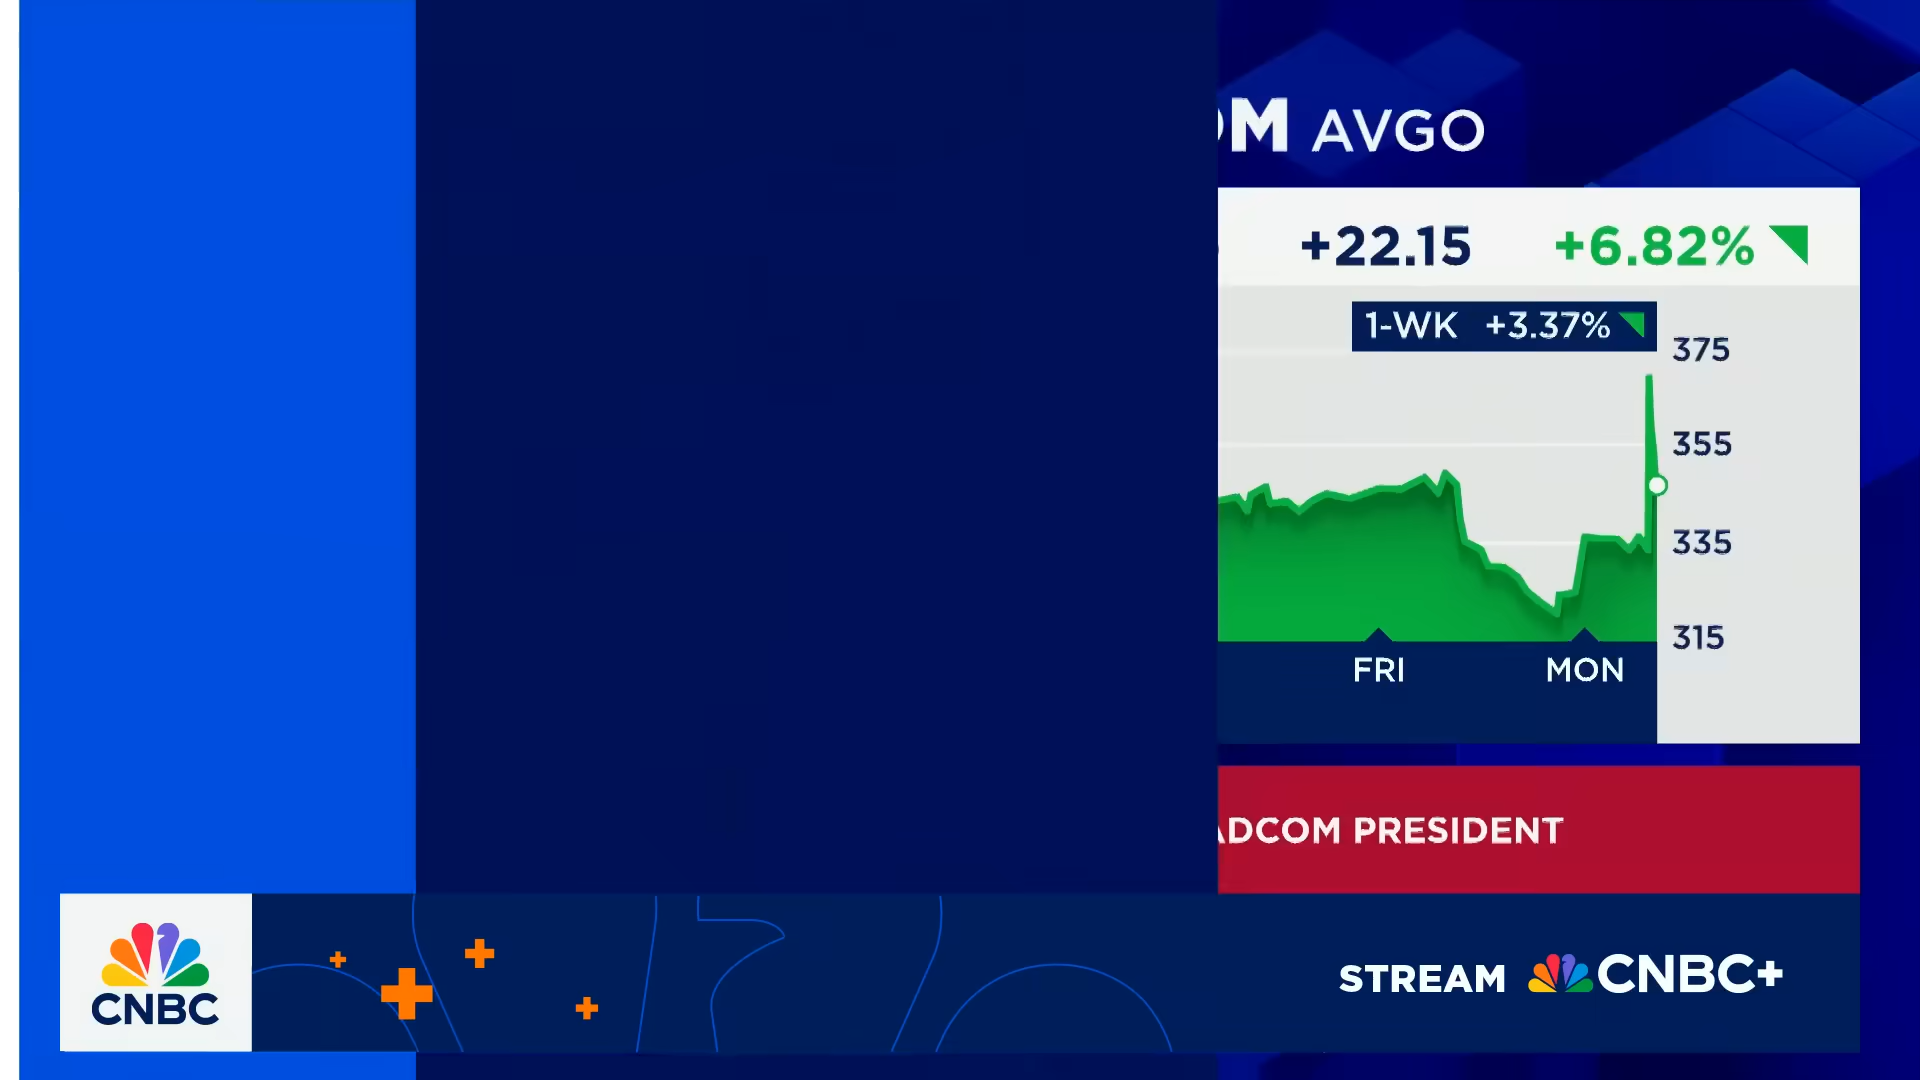 M AVGO
+22.15 +6.82%
1-WK +3.37%
375
355
335
315
FRI MON
ADCOM PRESIDENT
CNBC
STREAM CNBC+